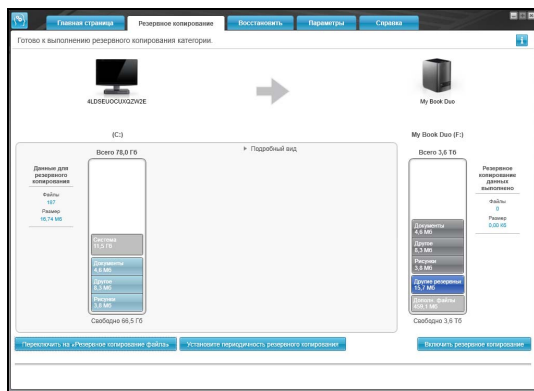 Главная страница
Резервное копирование
Восстановить
Параметры
Справка
Готово к выполнению резервного копирования категории.
4LDSEUOCUXQZW2E
My Book Duo
(C:)
My Book Duo (F:)
Данные для
резервного
копирования
Файлы
167
Размер
16,74 Мб
Всего 78,0 Гб
Система
11,5 Гб
Документы
4,6 Мб
Другое
8,3 Мб
Рисунки
3,8 Мб
Свободно 66,5 Гб
Подробный вид
Всего 3,6 Тб
Документы
4,6 Мб
Другое
8,3 Мб
Рисунки
3,8 Мб
Другие резервные
15,7 Мб
файлы
Свободно 3,6 Тб
Резервное
копирование
данных
выполнено
Файлы
0
Размер
0,00 Кб
Переключить на «Резервное копирование файла»
Установите периодичность резервного копирования
Включить резервное копирование